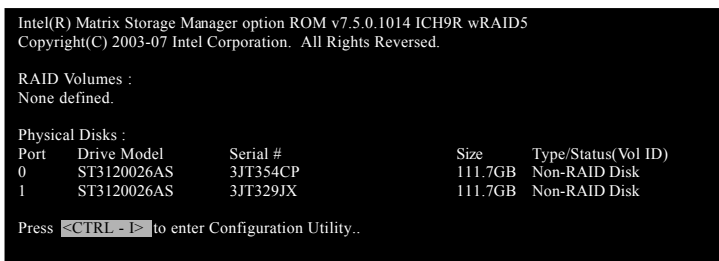 Intel(R) Matrix Storage Manager option ROM v7.5.0.1014 ICH9R wRAID5
Copyright(C) 2003-07 Intel Corporation. All Rights Reversed.
RAID Volumes :
None defined.
Physical Disks :
Port Drive Model Serial # Size Type/Status(Vol ID)
0 ST3120026AS 3JT354CP 111.7GB Non-RAID Disk
1 ST3120026AS 3JT329JX 111.7GB Non-RAID Disk
Press <CTRL - I> to enter Configuration Utility..